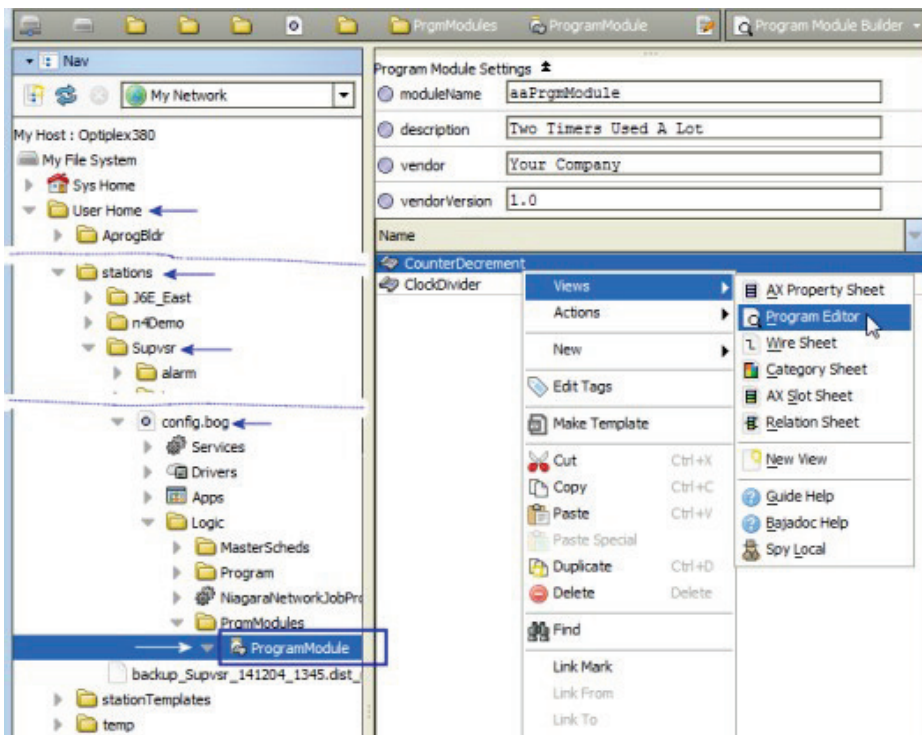 PrgmModules
ProgramModule
Program Module Builder
Nav
My Network
My Host : Optiplex380
My File System
Sys Home
User Home
AprogBldr
stations
J6E_East
n4Demo
Supvsr
alarm
config.bog
Services
Drivers
Apps
Logic
MasterScheds
Program
NiagaraNetworkJobPrc
PrgmModules
ProgramModule
backup_Supvsr_141204_1345.dist_
stationTemplates
temp
Program Module Settings
moduleName aaPrgmModule
description Two Timers Used A Lot
vendor Your Company
vendorVersion 1.0
Name
CounterDecrement
ClockDivider
Views
Actions
New
Edit Tags
Make Template
Cut Ctrl+X
Copy Ctrl+C
Paste Ctrl+V
Paste Special
Duplicate Ctrl+D
Delete Delete
Find
Link Mark
Link From
Link To
AX Property Sheet
Program Editor
Wire Sheet
Category Sheet
AX Slot Sheet
Relation Sheet
New View
Guide Help
Bajadoc Help
Spy Local